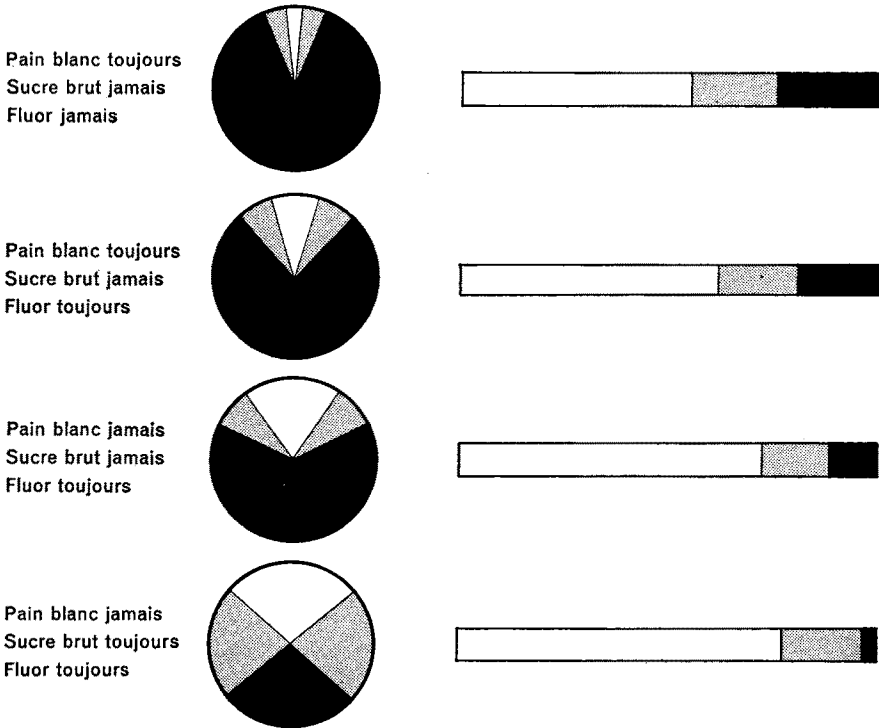 Pain blanc toujours
Sucre brut jamais
Fluor jamais
Pain blanc toujours
Sucre brut jamais
Fluor toujours
Pain blanc jamais
Sucre brut jamais
Fluor toujours
Pain blanc jamais
Sucre brut toujours
Fluor toujours